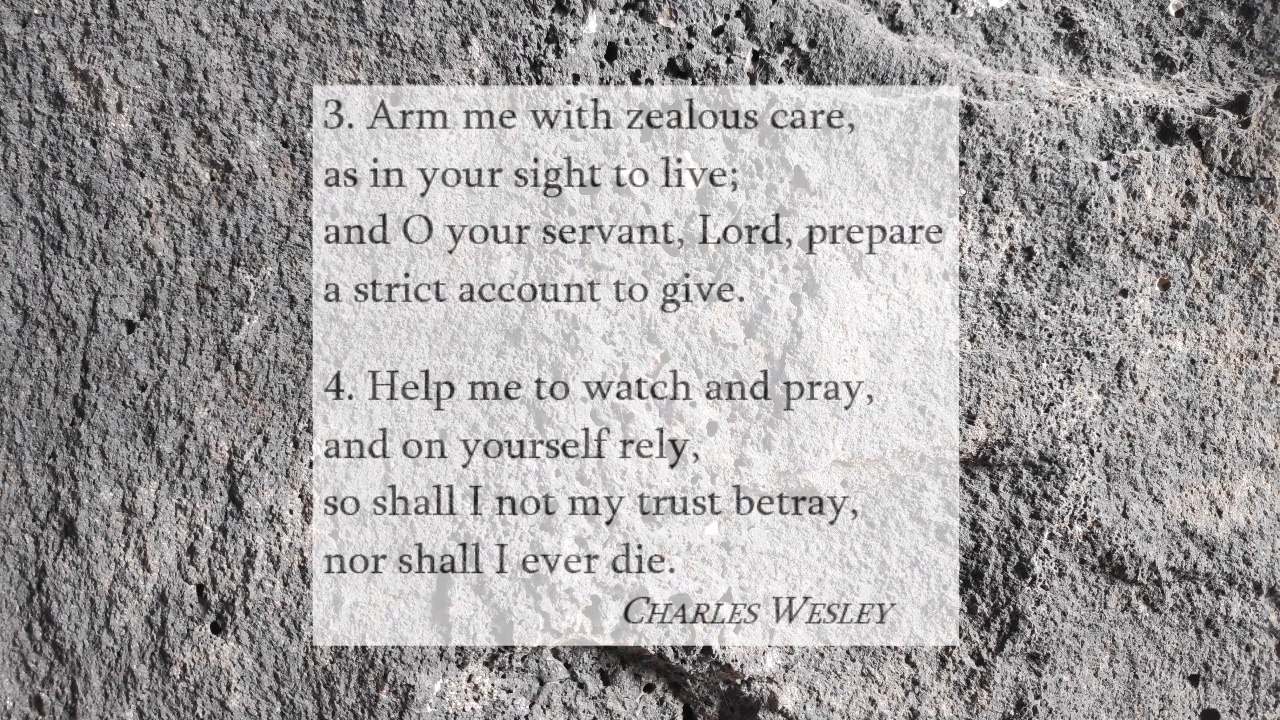 3. Arm me with zealous care,
as in your sight to live;
and O your servant, Lord, prepare
a strict account to give.
4. Help me to watch and pray,
and on yourself rely,
so shall I not my trust betray,
nor shall I ever die.
Charles Wesley